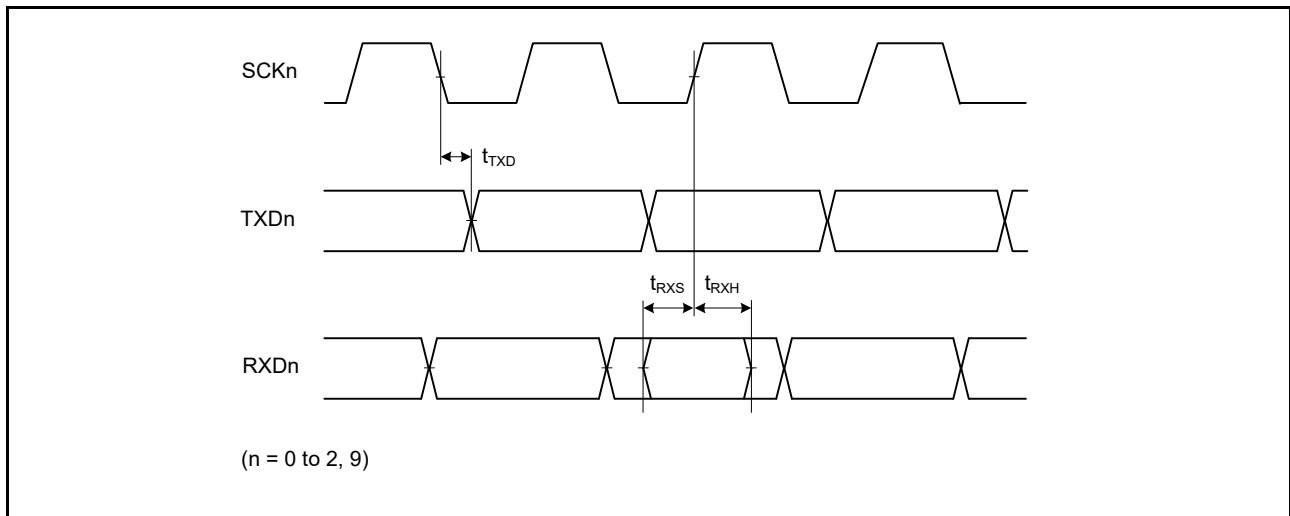 SCKn
tTXD
TXDn
tRXS tRXH
RXDn
(n = 0 to 2, 9)